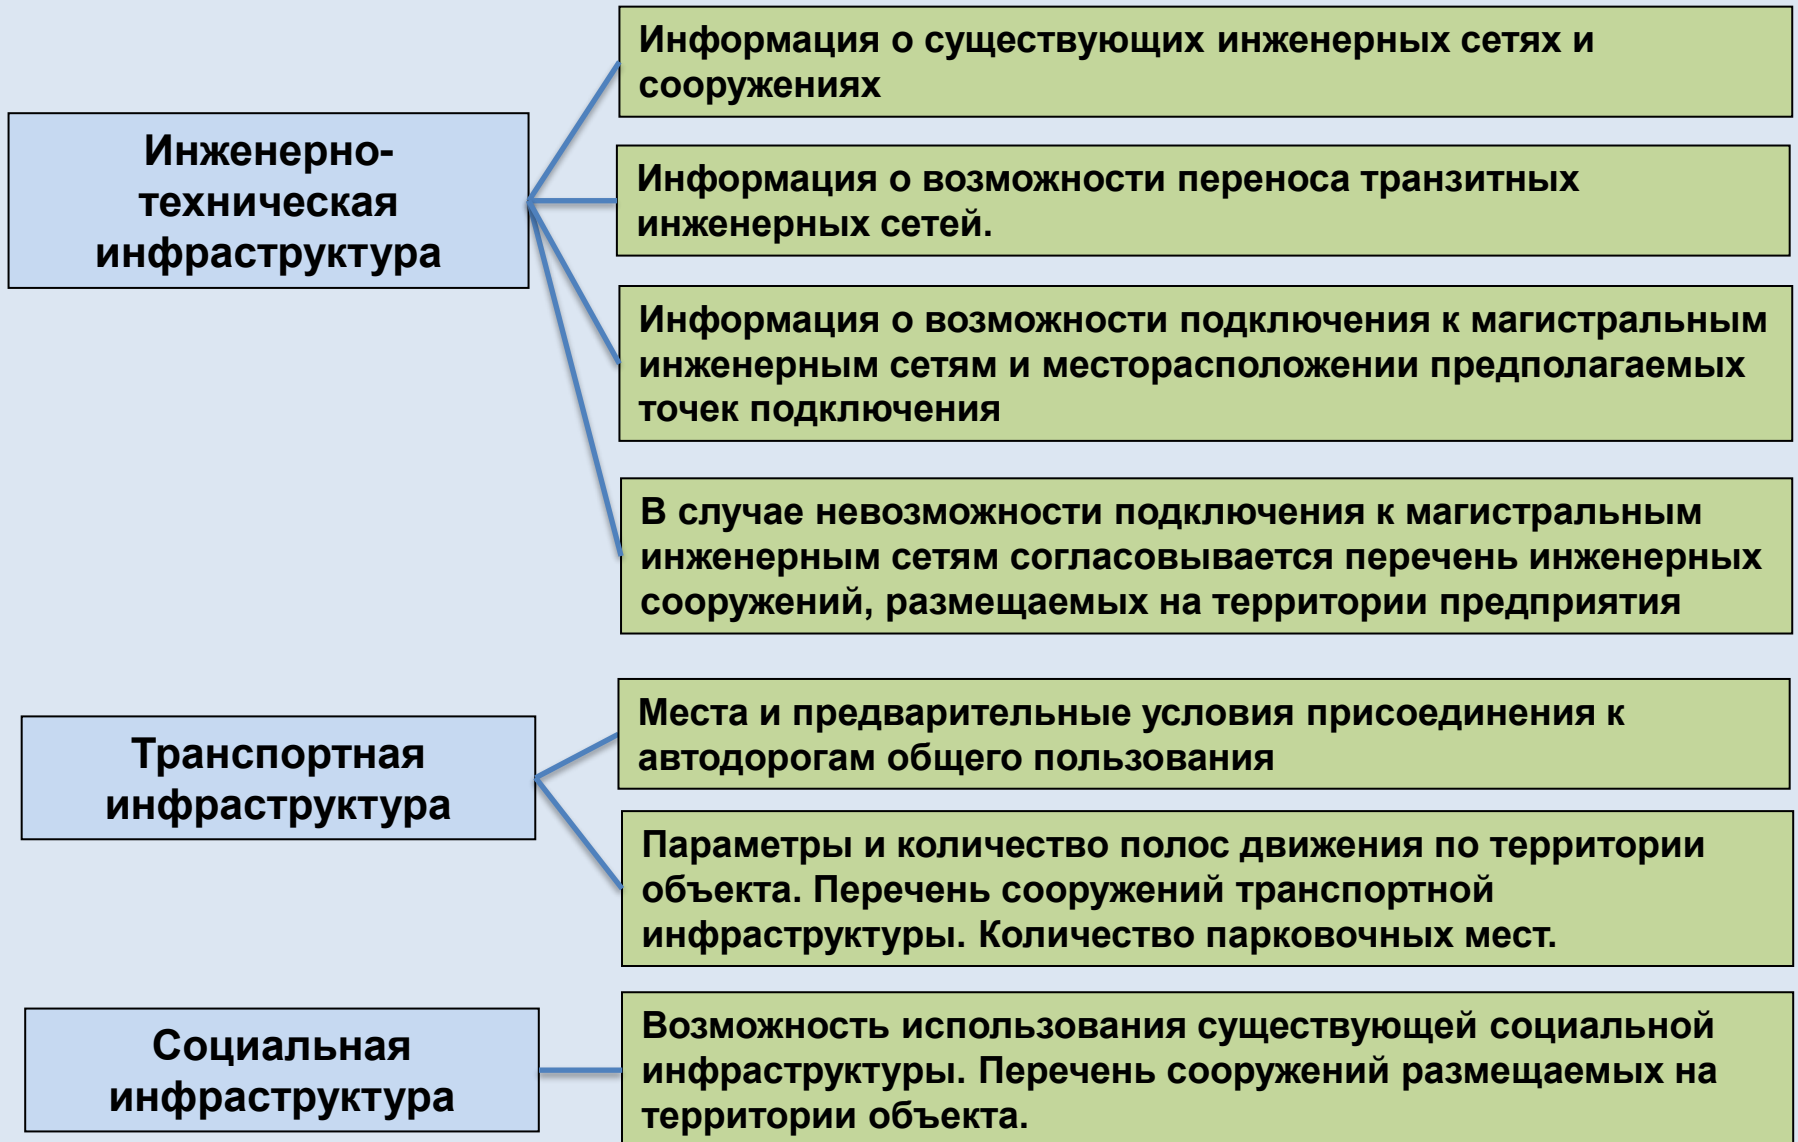 Инженерно-
техническая
инфраструктура
Информация о существующих инженерных сетях и
сооружениях
Информация о возможности переноса транзитных
инженерных сетей.
Информация о возможности подключения к магистральным
инженерным сетям и месторасположении предполагаемых
точек подключения
В случае невозможности подключения к магистральным
инженерным сетям согласовывается перечень инженерных
сооружений, размещаемых на территории предприятия
Транспортная
инфраструктура
Места и предварительные условия присоединения к
автодорогам общего пользования
Параметры и количество полос движения по территории
объекта. Перечень сооружений транспортной
инфраструктуры. Количество парковочных мест.
Социальная
инфраструктура
Возможность использования существующей социальной
инфраструктуры. Перечень сооружений размещаемых на
территории объекта.